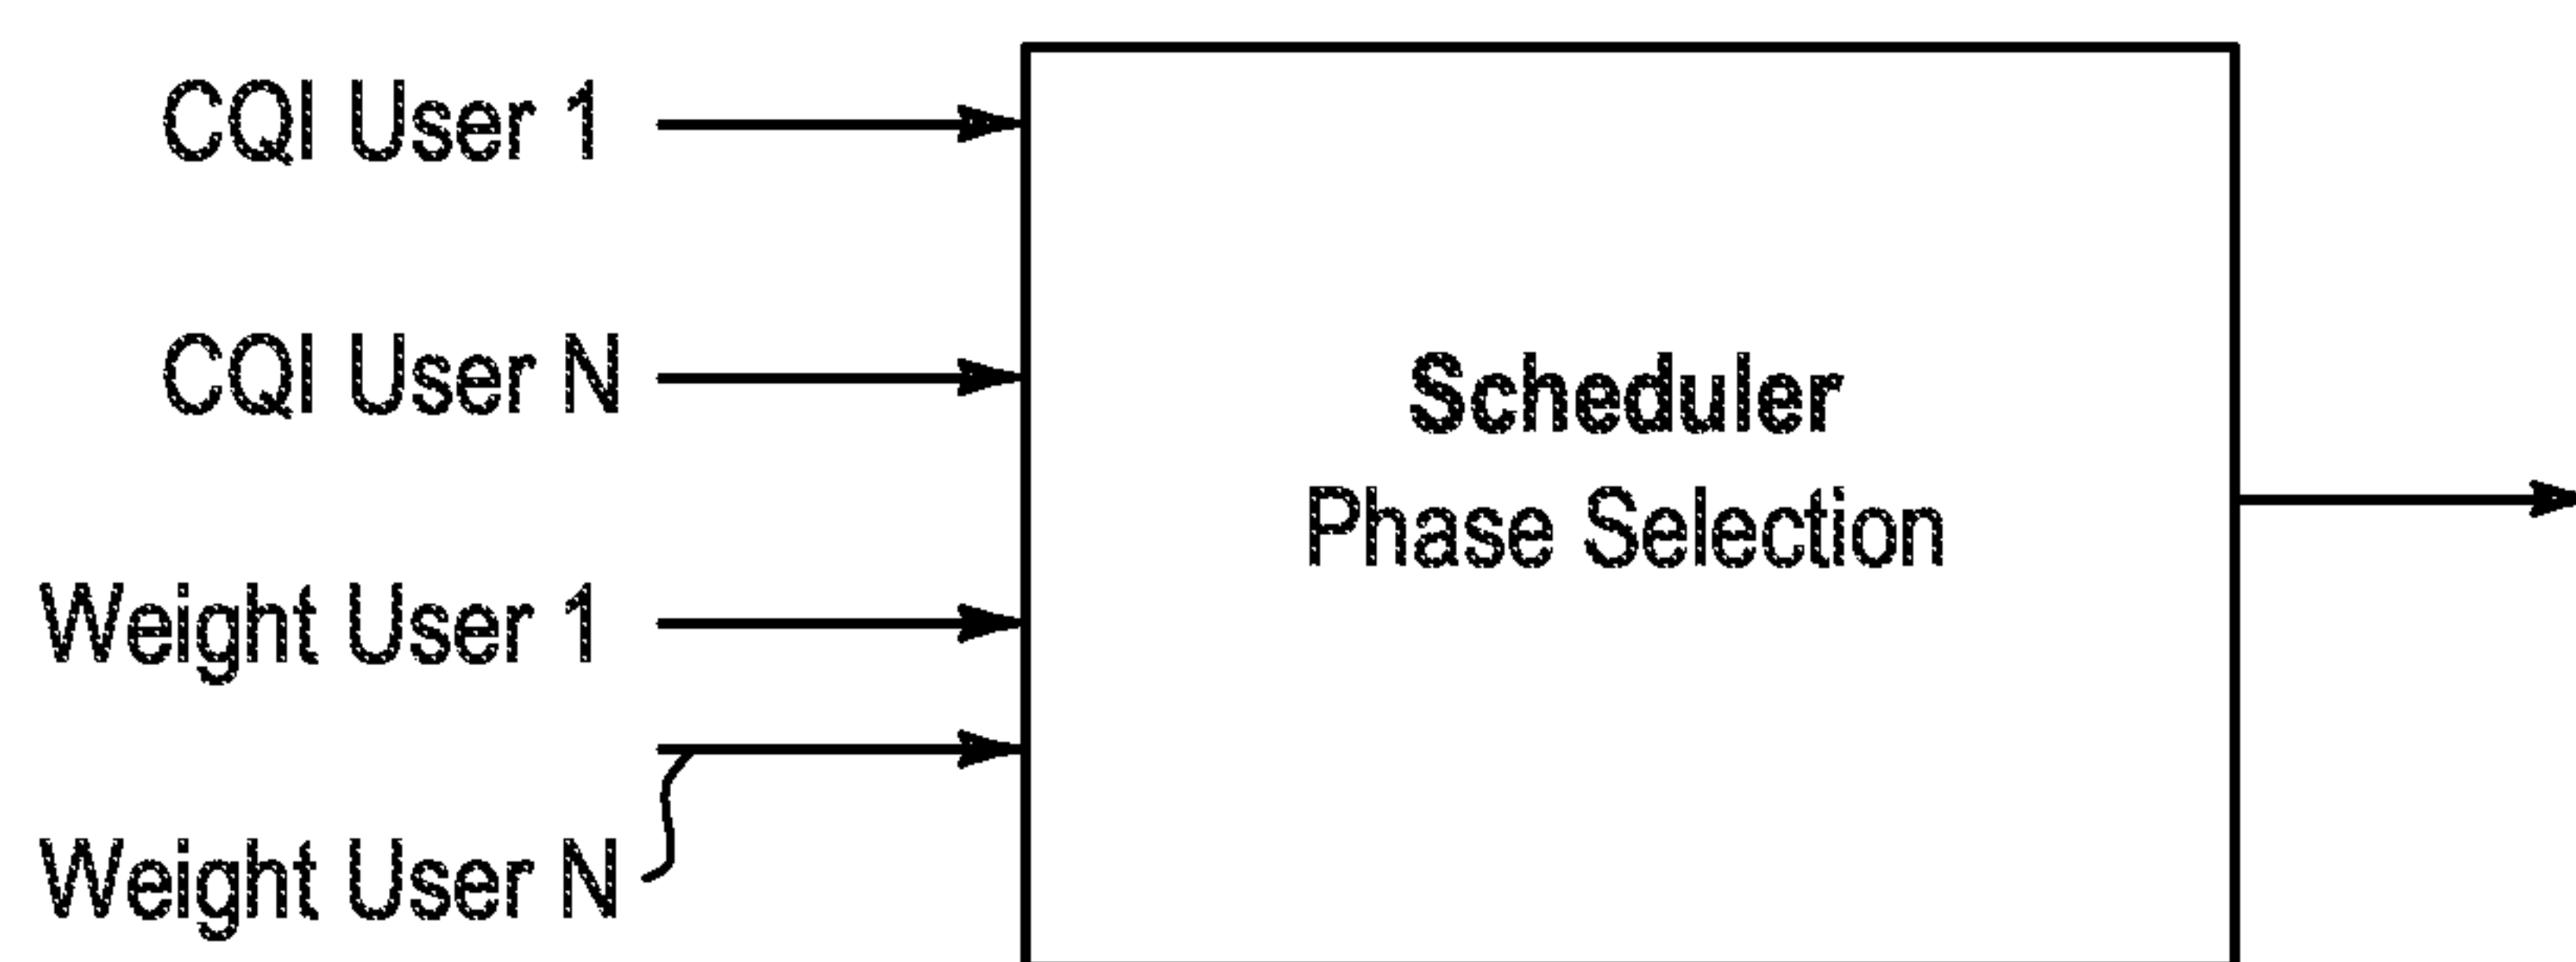 CQI User 1
CQI User N
Weight User 1
Weight User N
Scheduler
Phase Selection